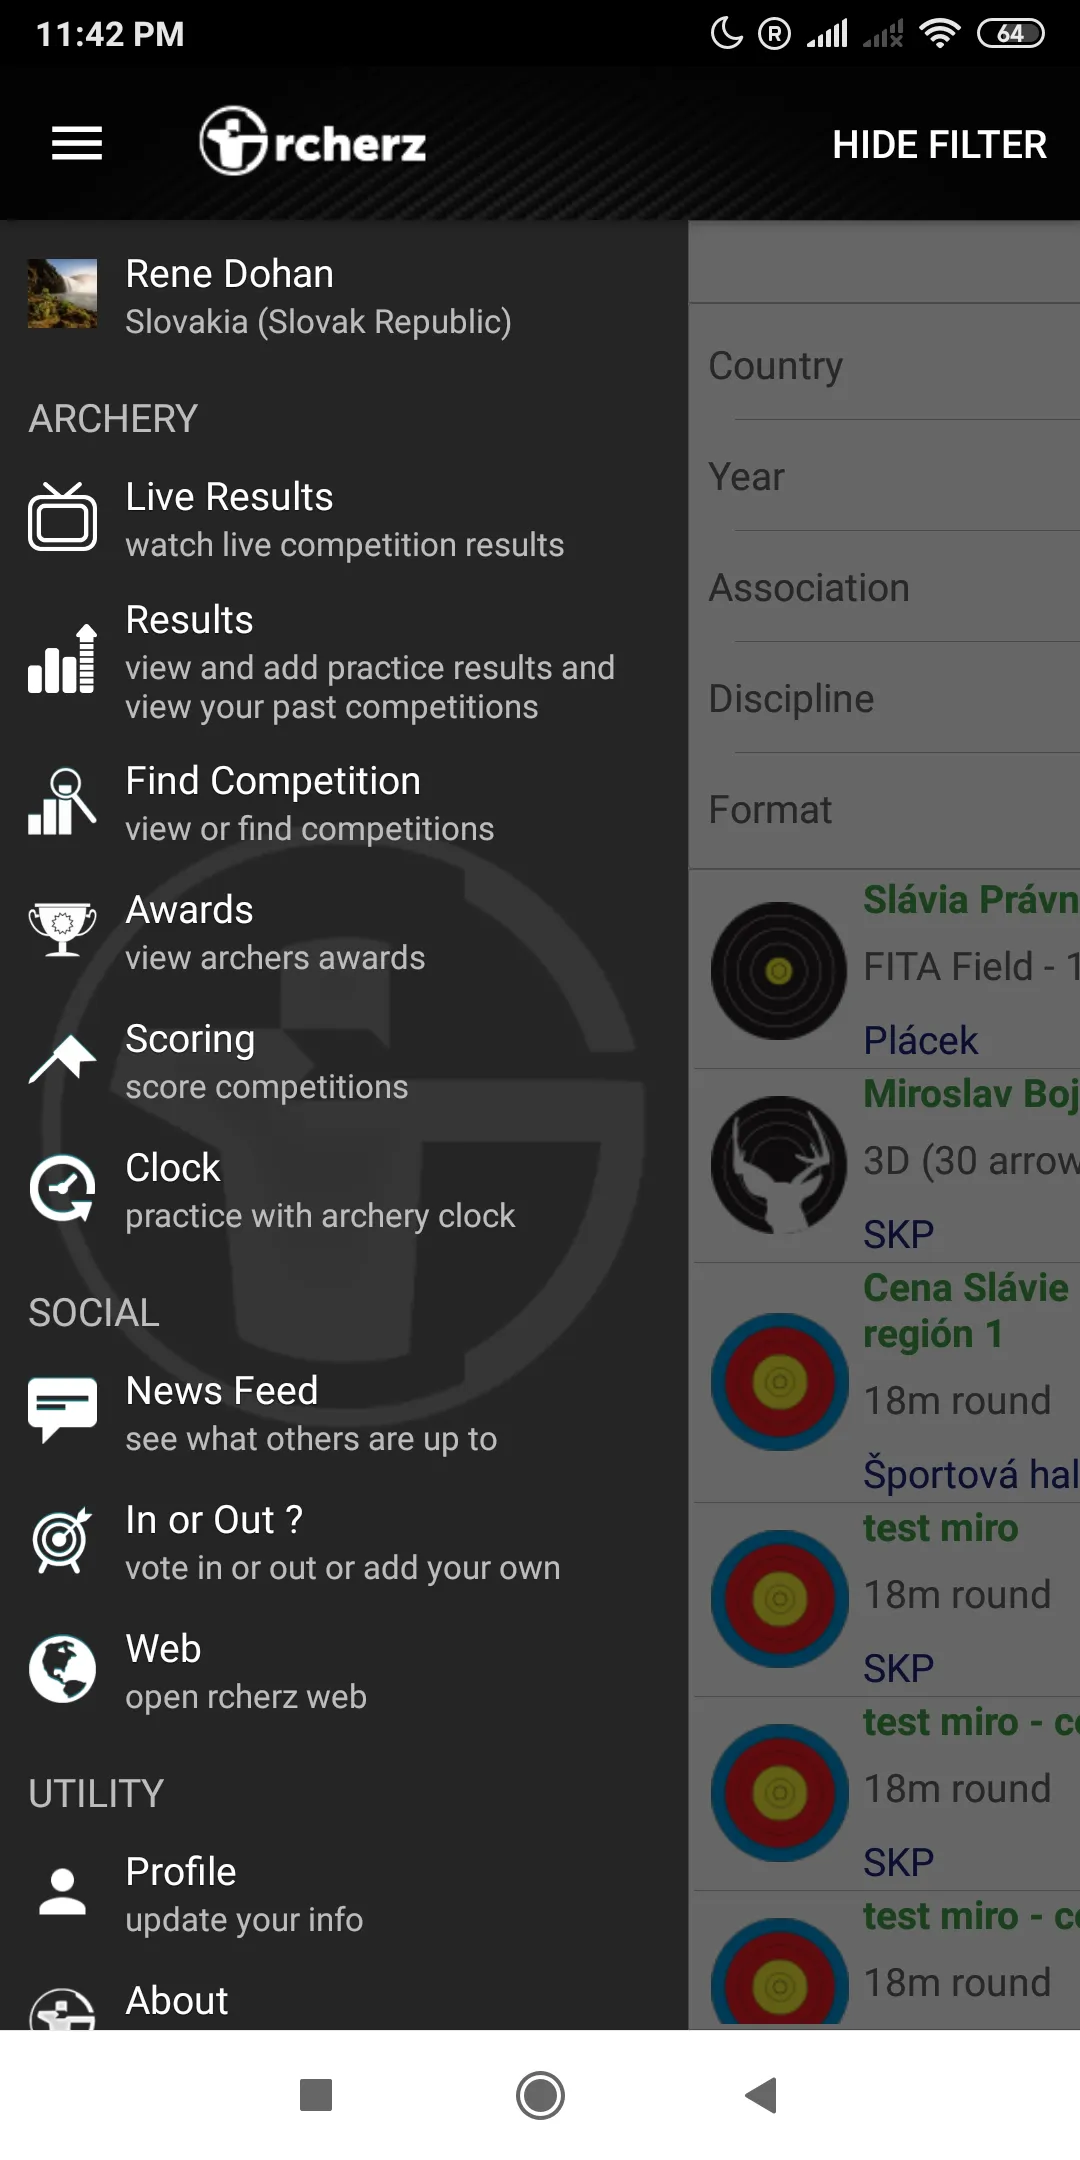 11:42 PM
R
64
rcherz
HIDE FILTER
Rene Dohan
Slovakia (Slovak Republic)
ARCHERY
Live Results
watch live competition results
Results
view and add practice results and
view your past competitions
Find Competition
view or find competitions
Awards
view archers awards
Scoring
score competitions
Clock
practice with archery clock
SOCIAL
News Feed
see what others are up to
In or Out ?
vote in or out or add your own
Web
open rcherz web
UTILITY
Profile
update your info
About
Country
Year
Association
Discipline
Format
Slávia Právn
FITA Field - 1
Plácek
Miroslav Boj
3D (30 arrow
SKP
Cena Slávie
región 1
18m round
Športová hal
test miro
18m round
SKP
test miro - co
18m round
SKP
test miro - co
18m round